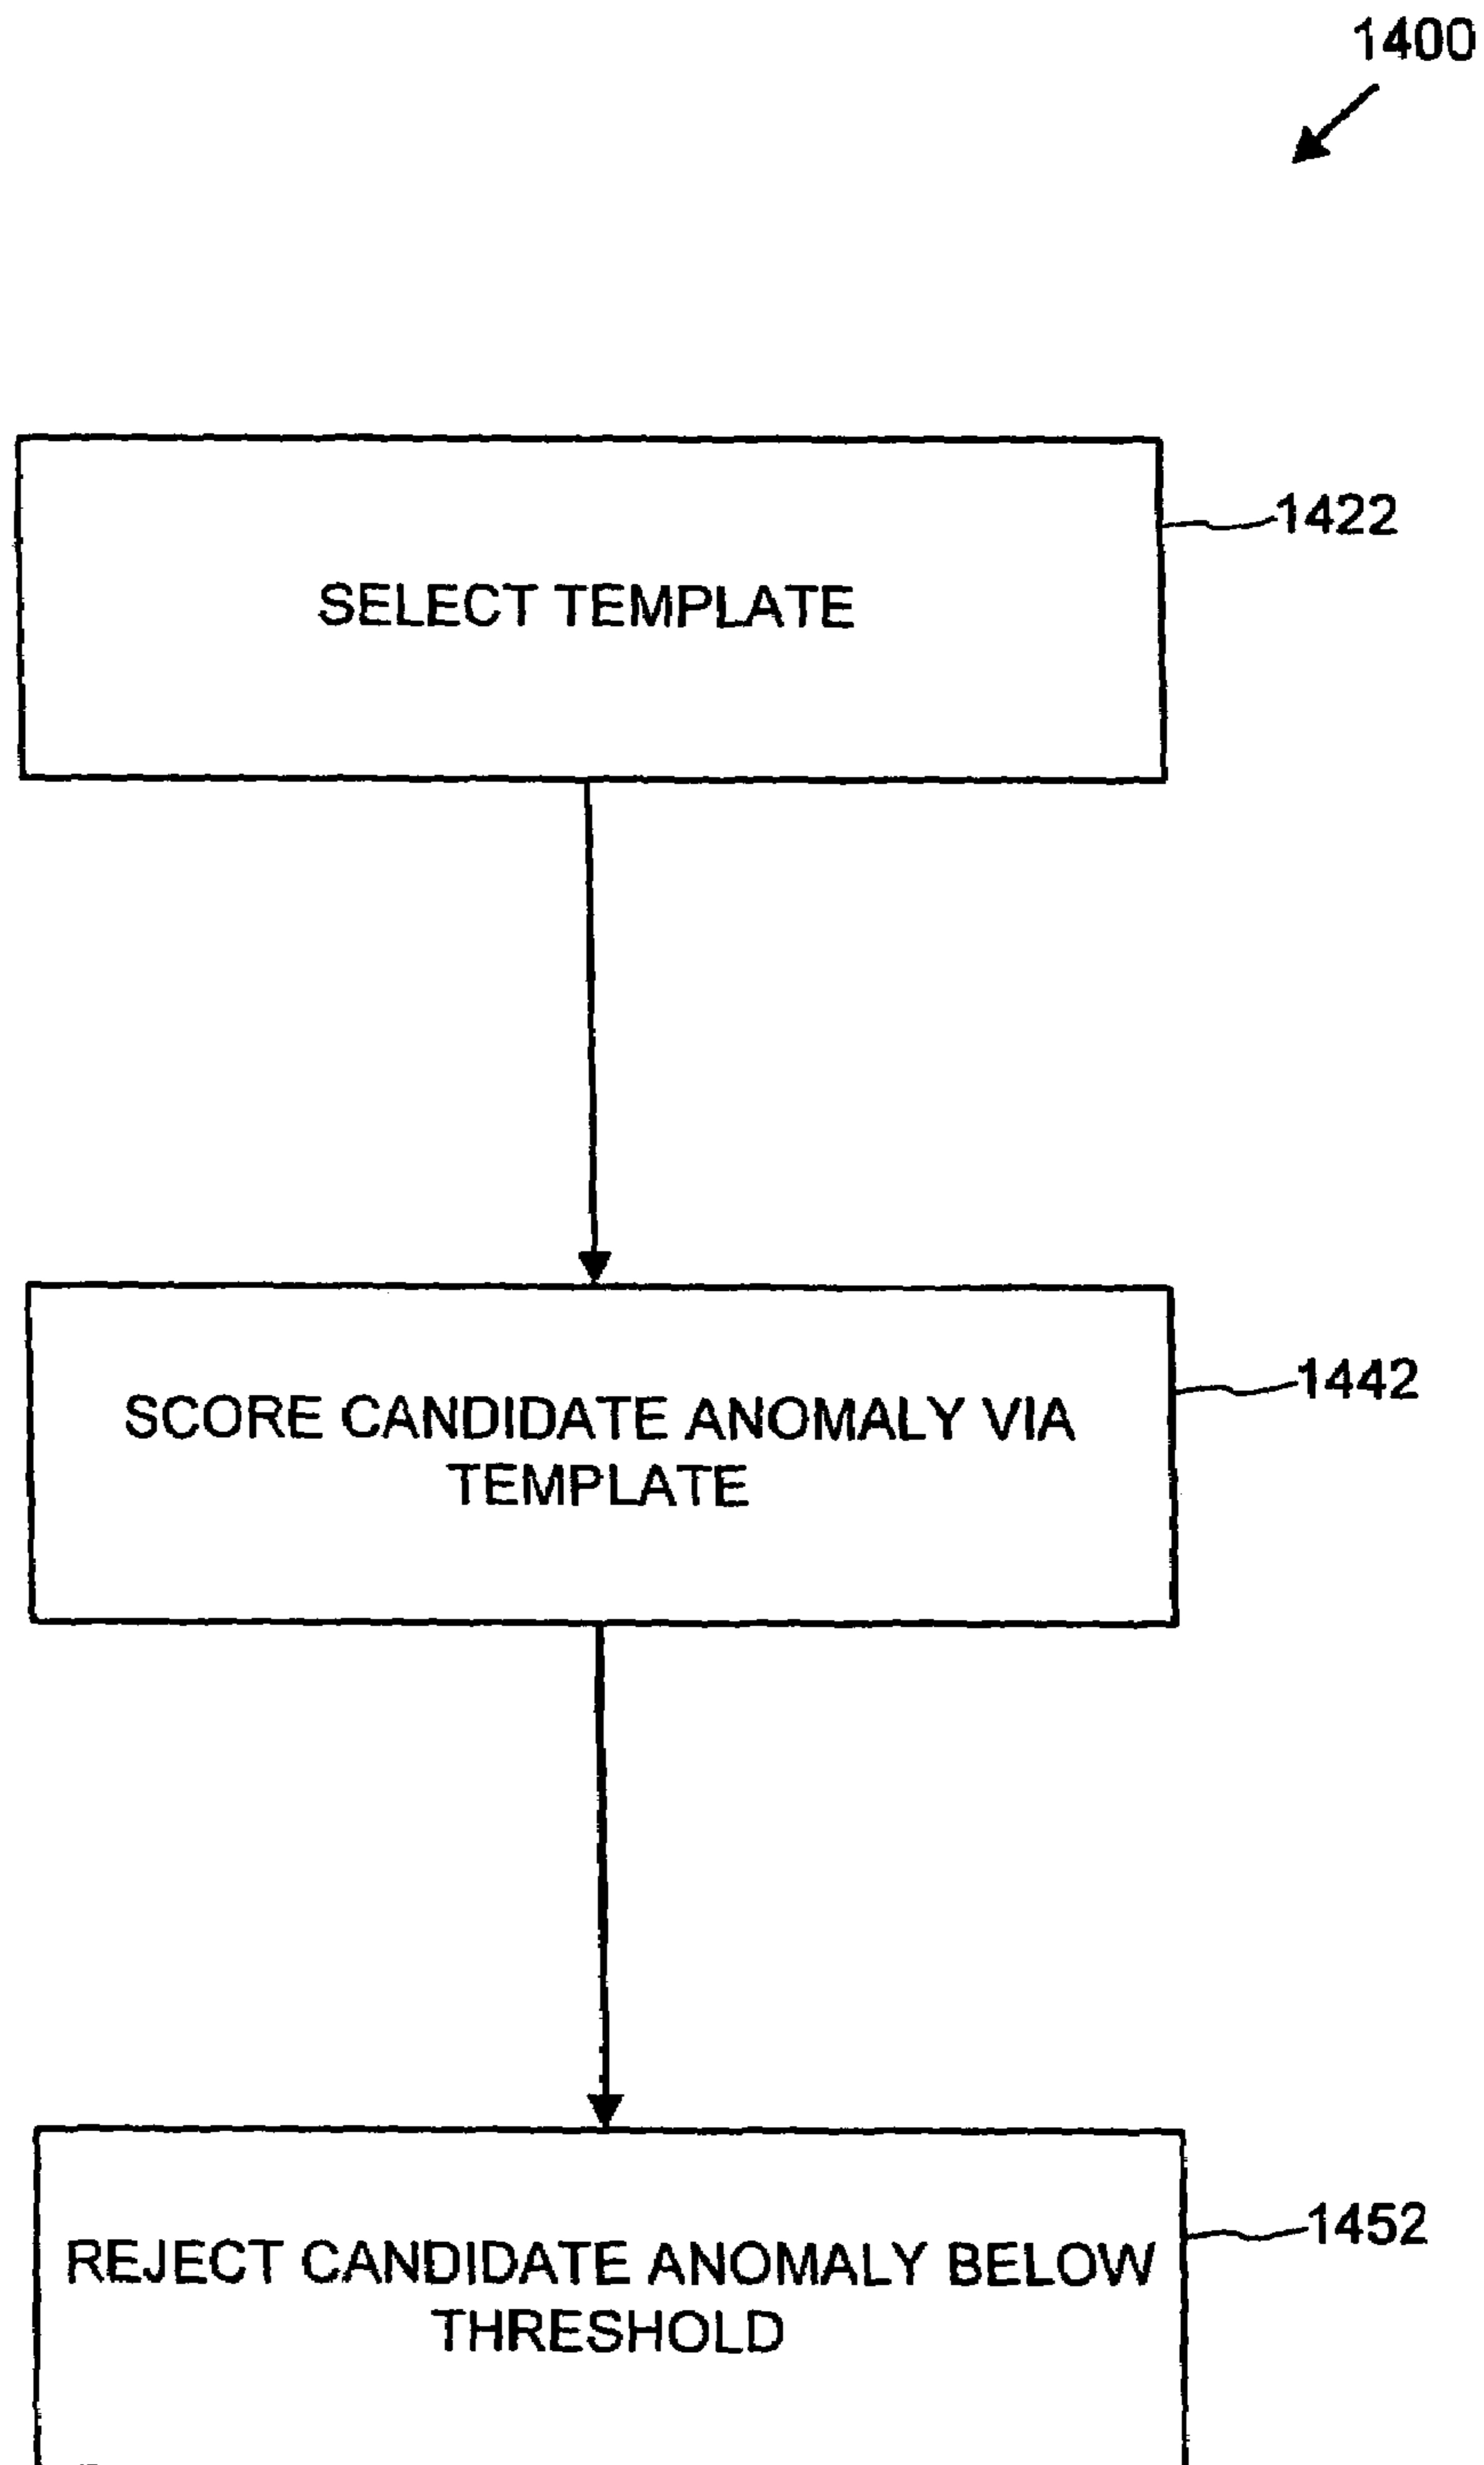 1400
SELECT TEMPLATE
1422
SCORE CANDIDATE ANOMALY VIA
TEMPLATE
1442
REJECT CANDIDATE ANOMALY BELOW
THRESHOLD
1452